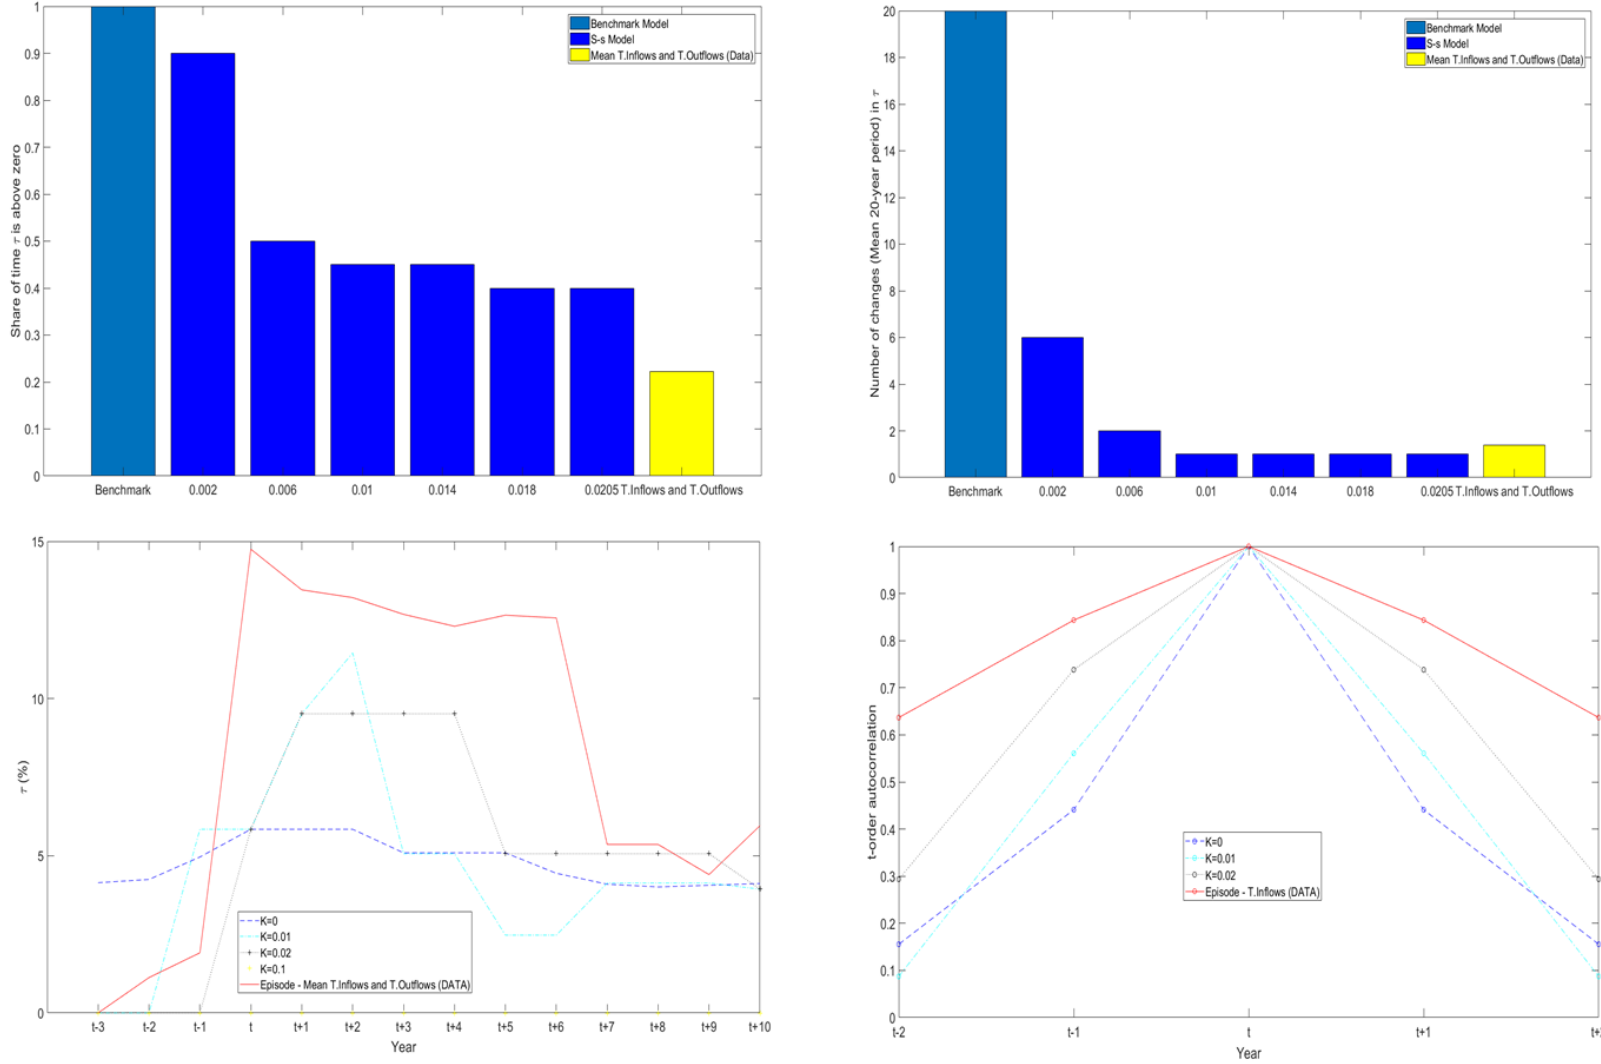 1
0.9
0.8
0.7
0.6
0.5
0.4
0.3
0.2
0.1
0
Share of time τ is above zero
Benchmark Model
S-s Model
Mean T.Inflows and T.Outflows (Data)
Benchmark 0.002 0.006 0.01 0.014 0.018 0.0205 T.Inflows and T.Outflows
20
18
16
14
12
10
8
6
4
2
0
Number of changes (Mean 20-year period) in τ
Benchmark Model
S-s Model
Mean T.Inflows and T.Outflows (Data)
Benchmark 0.002 0.006 0.01 0.014 0.018 0.0205 T.Inflows and T.Outflows
15
10
5
0
τ (%)
K=0
K=0.01
K=0.02
K=0.1
Episode - Mean T.Inflows and T.Outflows (DATA)
t-3 t-2 t-1 t t+1 t+2 t+3 t+4 t+5 t+6 t+7 t+8 t+9 t+10
Year
1
0.9
0.8
0.7
0.6
0.5
0.4
0.3
0.2
0.1
0
t-order autocorrelation
K=0
K=0.01
K=0.02
Episode - T.Inflows (DATA)
t-2 t-1 t t+1
Year